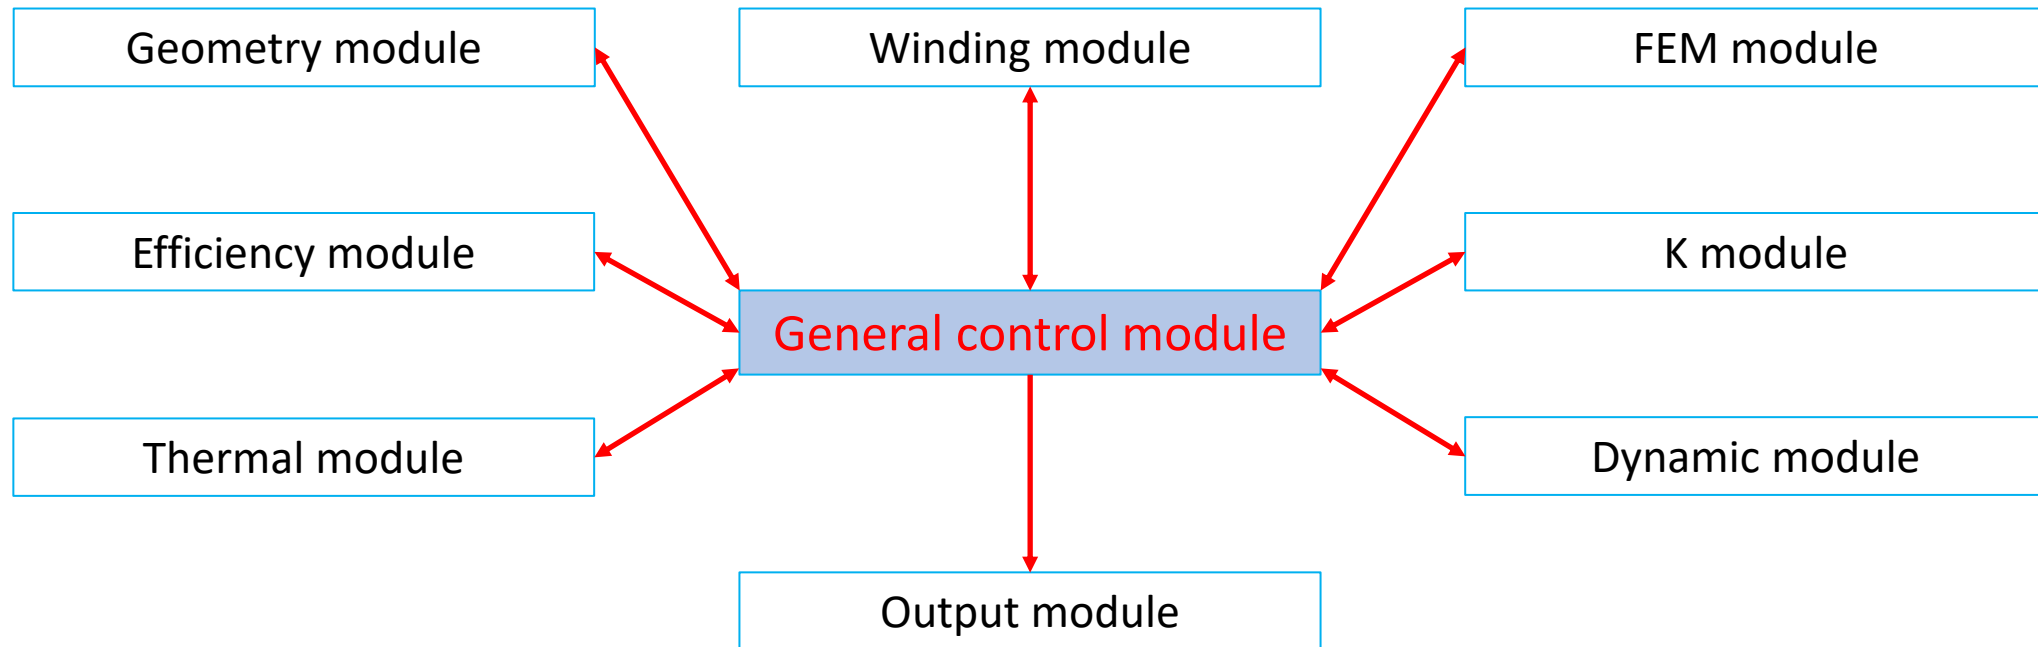 Geometry module
Winding module
FEM module
Efficiency module
K module
General control module
Thermal module
Dynamic module
Output module